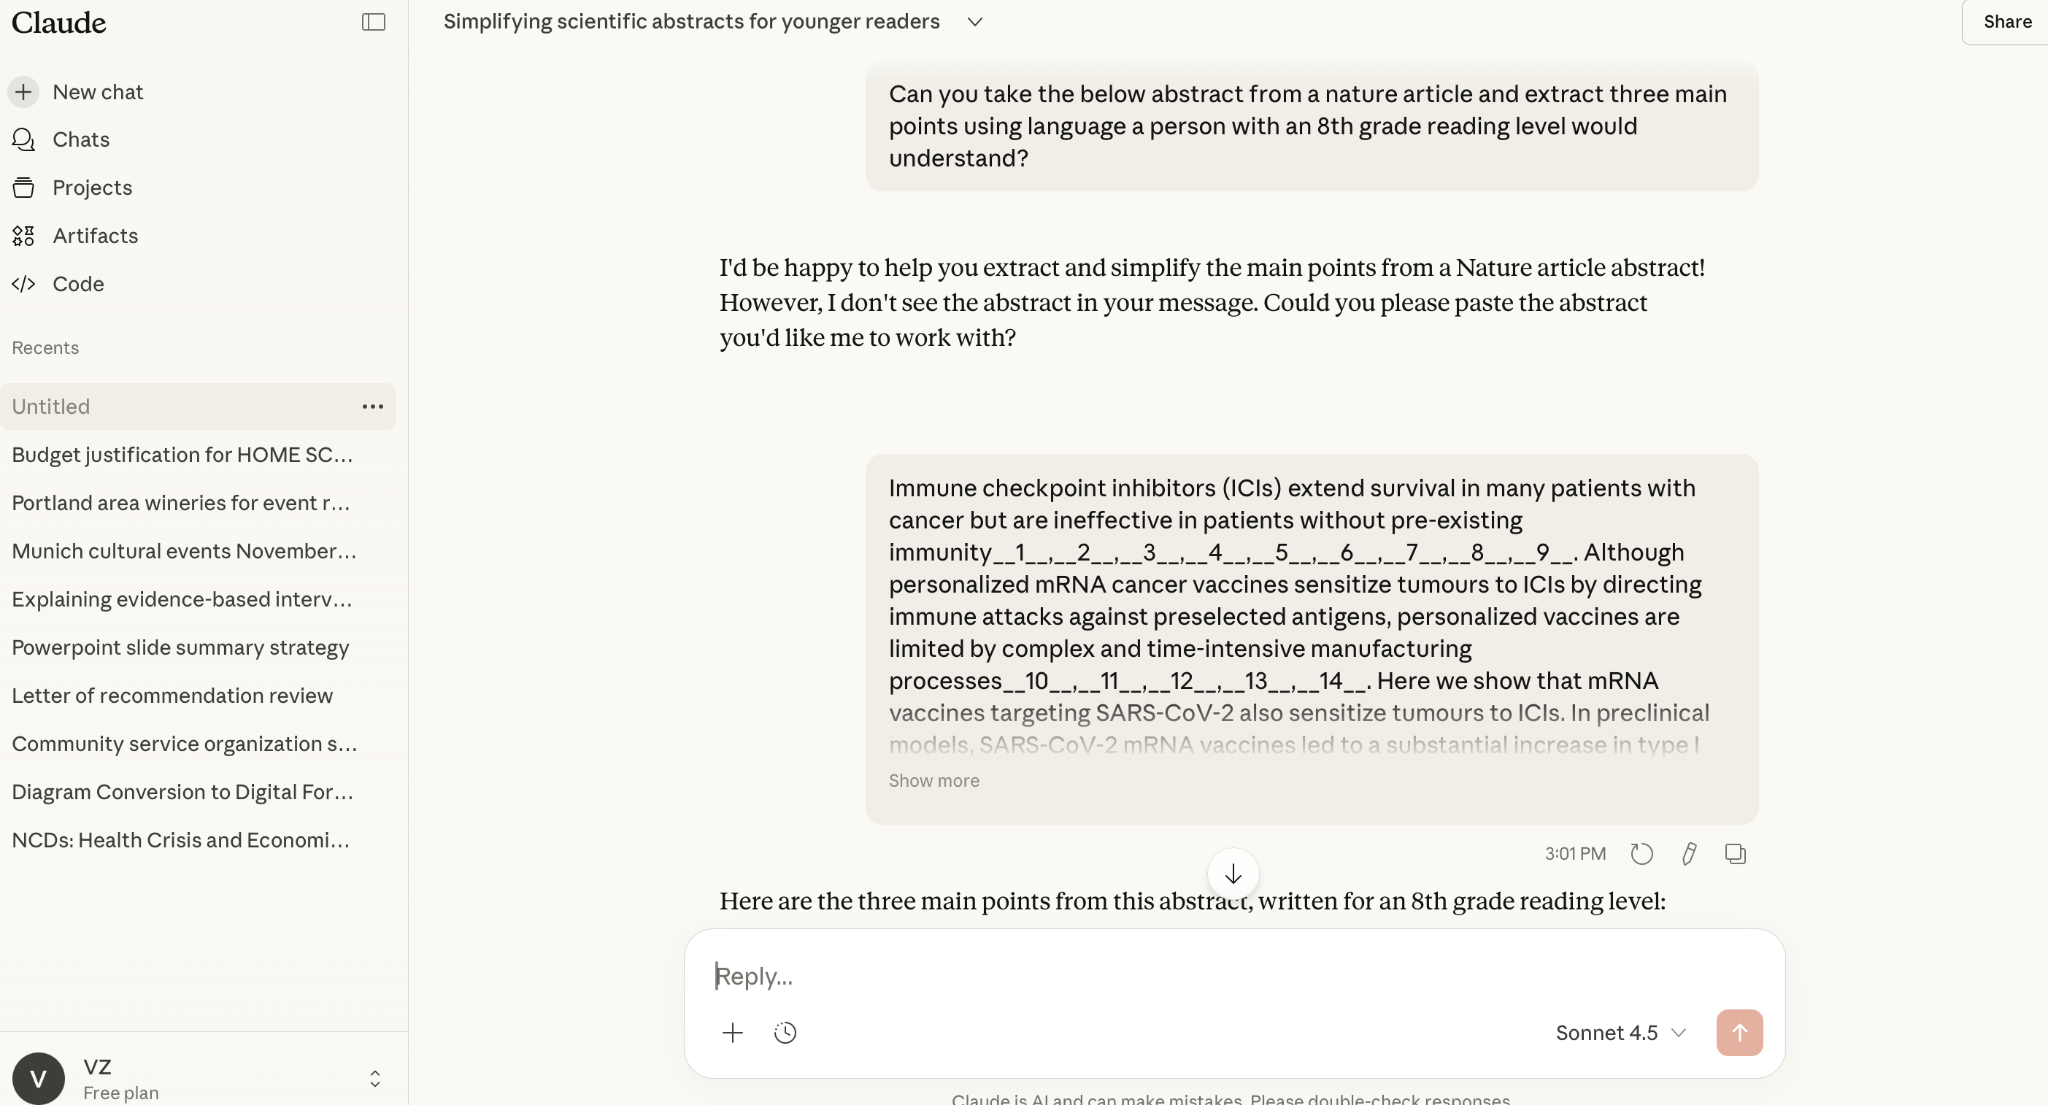 Claude
New chat
Chats
Projects
Artifacts
Code
Recents
Untitled
Budget justification for HOME SC...
Portland area wineries for event r...
Munich cultural events November...
Explaining evidence-based interv...
Powerpoint slide summary strategy
Letter of recommendation review
Community service organization s...
Diagram Conversion to Digital For...
NCDs: Health Crisis and Economi...
V
VZ
Free plan
Simplifying scientific abstracts for younger readers
Share
Can you take the below abstract from a nature article and extract three main
points using language a person with an 8th grade reading level would
understand?
I'd be happy to help you extract and simplify the main points from a Nature article abstract!
However, I don't see the abstract in your message. Could you please paste the abstract
you'd like me to work with?
Immune checkpoint inhibitors (ICIs) extend survival in many patients with
cancer but are ineffective in patients without pre-existing
immunity__1__,__2__,__3__,__4__,__5__,__6__,__7__,__8__,__9__. Although
personalized mRNA cancer vaccines sensitize tumours to ICIs by directing
immune attacks against preselected antigens, personalized vaccines are
limited by complex and time-intensive manufacturing
processes__10__,__11__,__12__,__13__,__14__. Here we show that mRNA
vaccines targeting SARS-CoV-2 also sensitize tumours to ICIs. In preclinical
models, SARS-CoV-2 mRNA vaccines led to a substantial increase in type I
Show more
3:01 PM
Here are the three main points from this abstract, written for an 8th grade reading level:
Reply...
Sonnet 4.5
Claude is AI and can make mistakes. Please double-check responses.